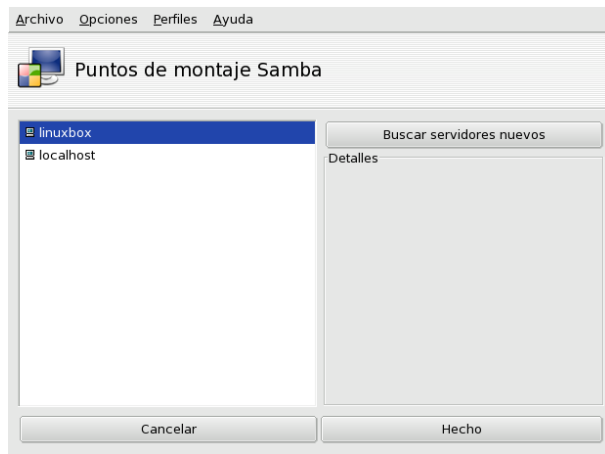 Archivo Opciones Perfiles Ayuda
Puntos de montaje Samba
linuxbox
localhost
Buscar servidores nuevos
Detalles
Cancelar
Hecho